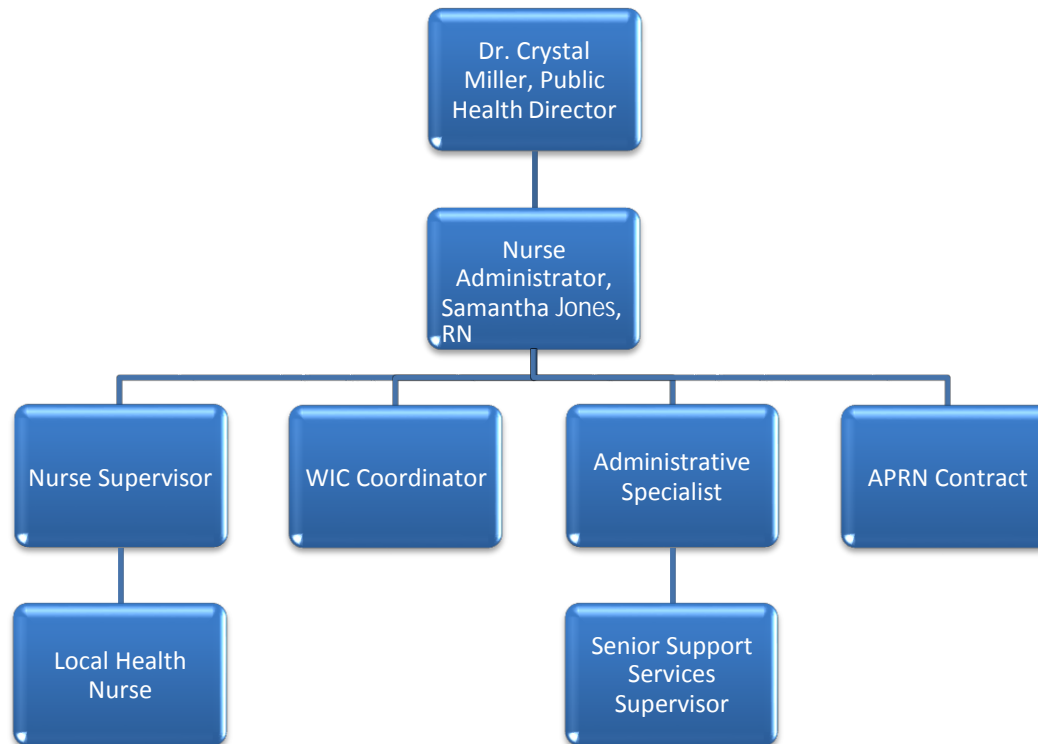 Dr. Crystal
Miller, Public
Health Director
Nurse
Administrator,
Samantha Jones,
RN
Nurse Supervisor
WIC Coordinator
Administrative
Specialist
APRN Contract
Local Health
Nurse
Senior Support
Services
Supervisor